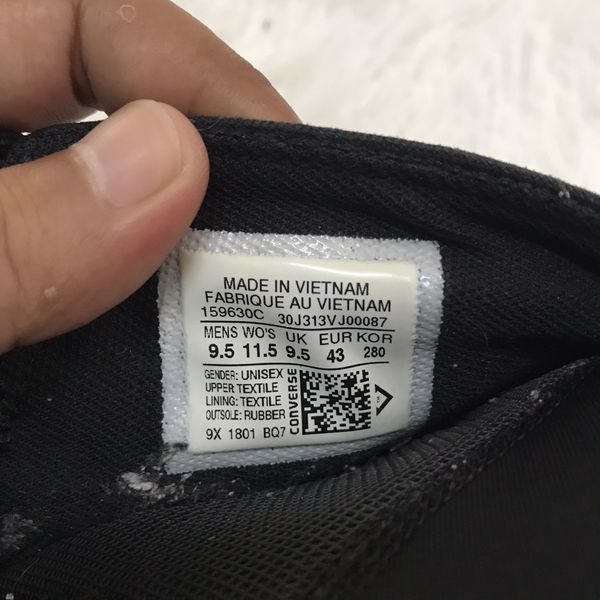 MADE IN VIETNAM
FABRIQUE AU VIETNAM
159630C 30J313VJ00087
MENS WO'S UK EUR KOR
9.5 11.5 9.5 43 280
GENDER: UNISEX
UPPER: TEXTILE
LINING: TEXTILE
OUTSOLE: RUBBER
9X 1801 BQ7
CONVERSE